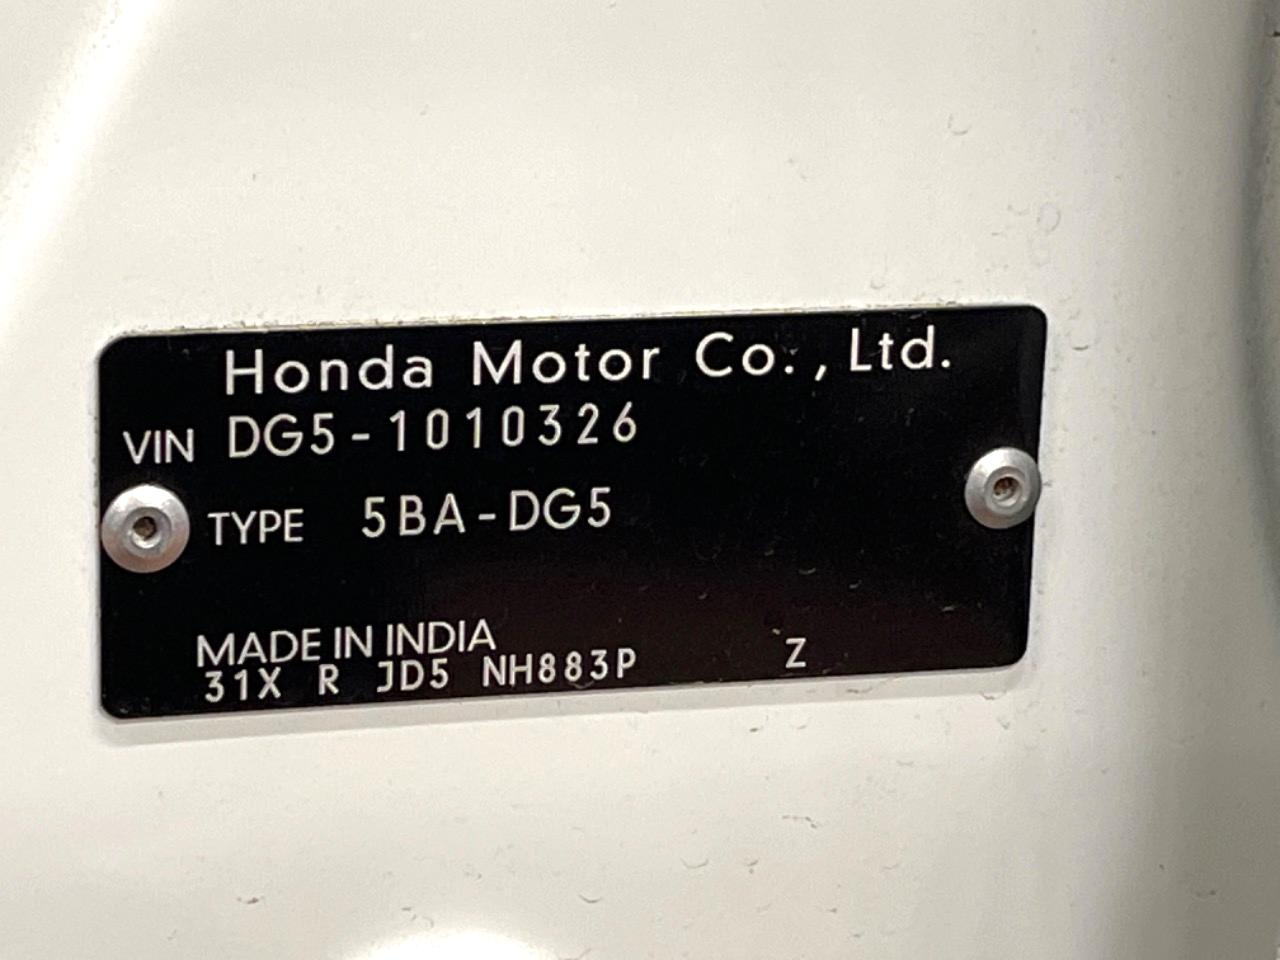 Honda Motor Co., Ltd.
VIN DG5-1010326
TYPE 5BA-DG5
MADE IN INDIA
31X R JD5 NH883P Z